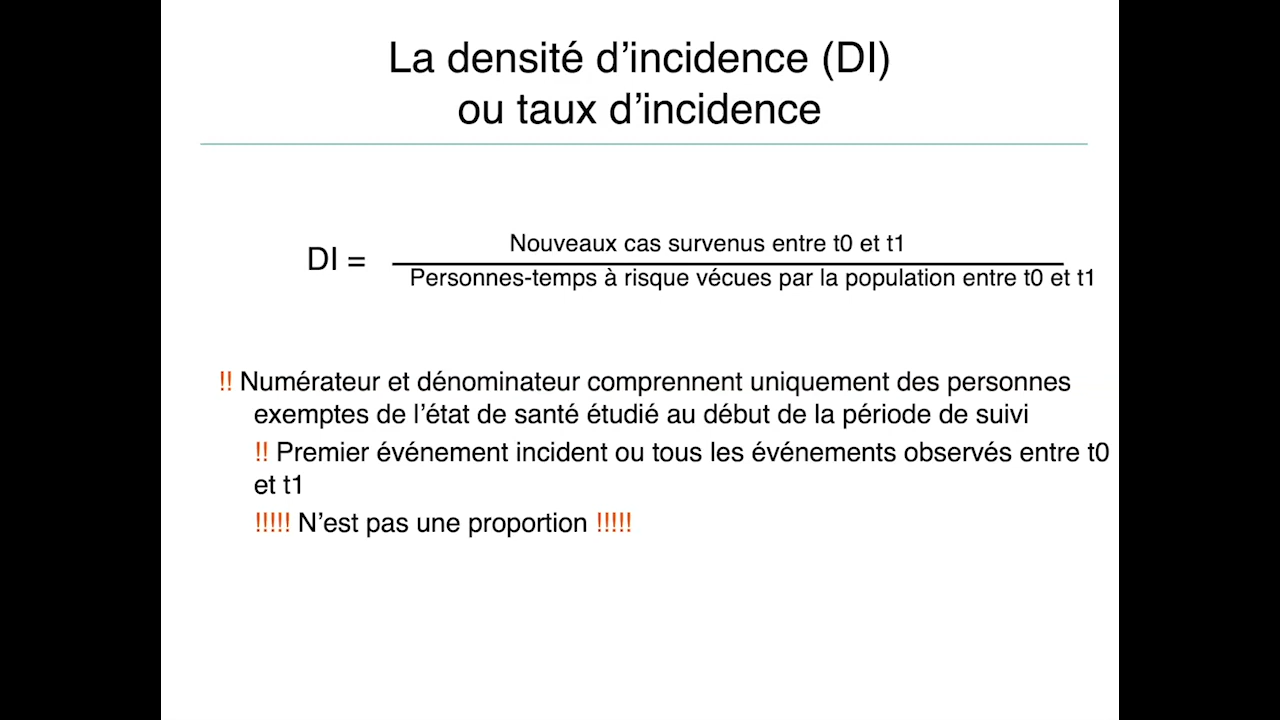 La densité d’incidence (DI)
ou taux d’incidence
DI =
Nouveaux cas survenus entre t0 et t1
Personnes-temps à risque vécues par la population entre t0 et t1
!! Numérateur et dénominateur comprennent uniquement des personnes
exemptes de l’état de santé étudié au début de la période de suivi
!! Premier événement incident ou tous les événements observés entre t0
et t1
!!!!! N’est pas une proportion !!!!!